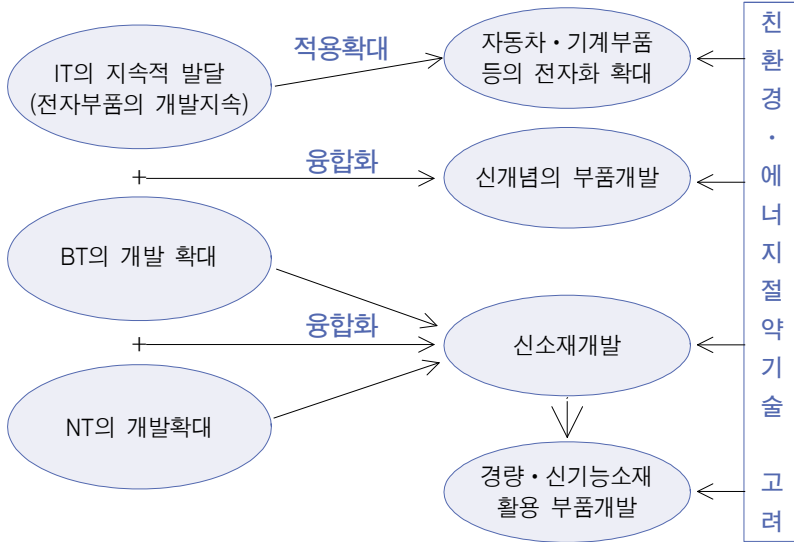 IT의 지속적 발달
(전자부품의 개발지속)
적용확대
자동차・기계부품
등의 전자화 확대
+
융합화
신개념의 부품개발
BT의 개발 확대
+
융합화
신소재개발
NT의 개발확대
경량・신기능소재
활용 부품개발
친환경・에너지절약기술 고려